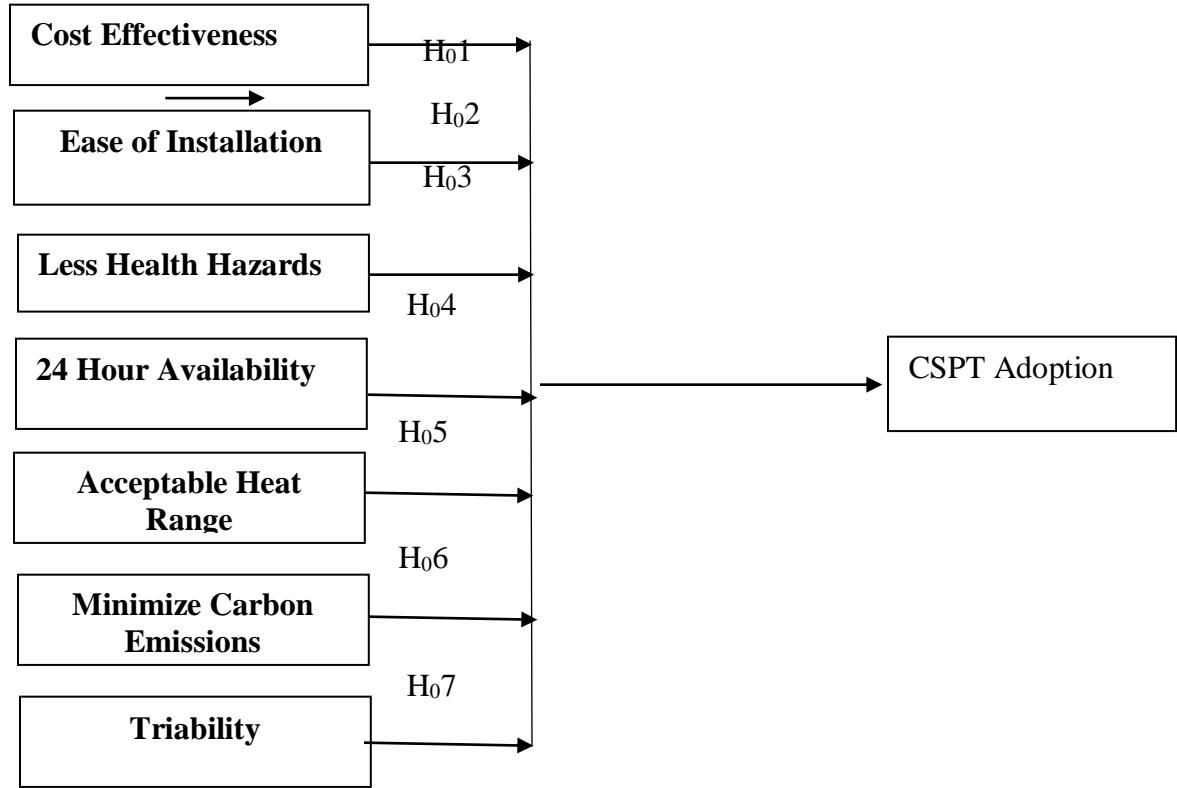 Cost Effectiveness
H₀1
H₀2
Ease of Installation
H₀3
Less Health Hazards
H₀4
24 Hour Availability
CSPT Adoption
H₀5
Acceptable Heat
Range
H₀6
Minimize Carbon
Emissions
H₀7
Triability